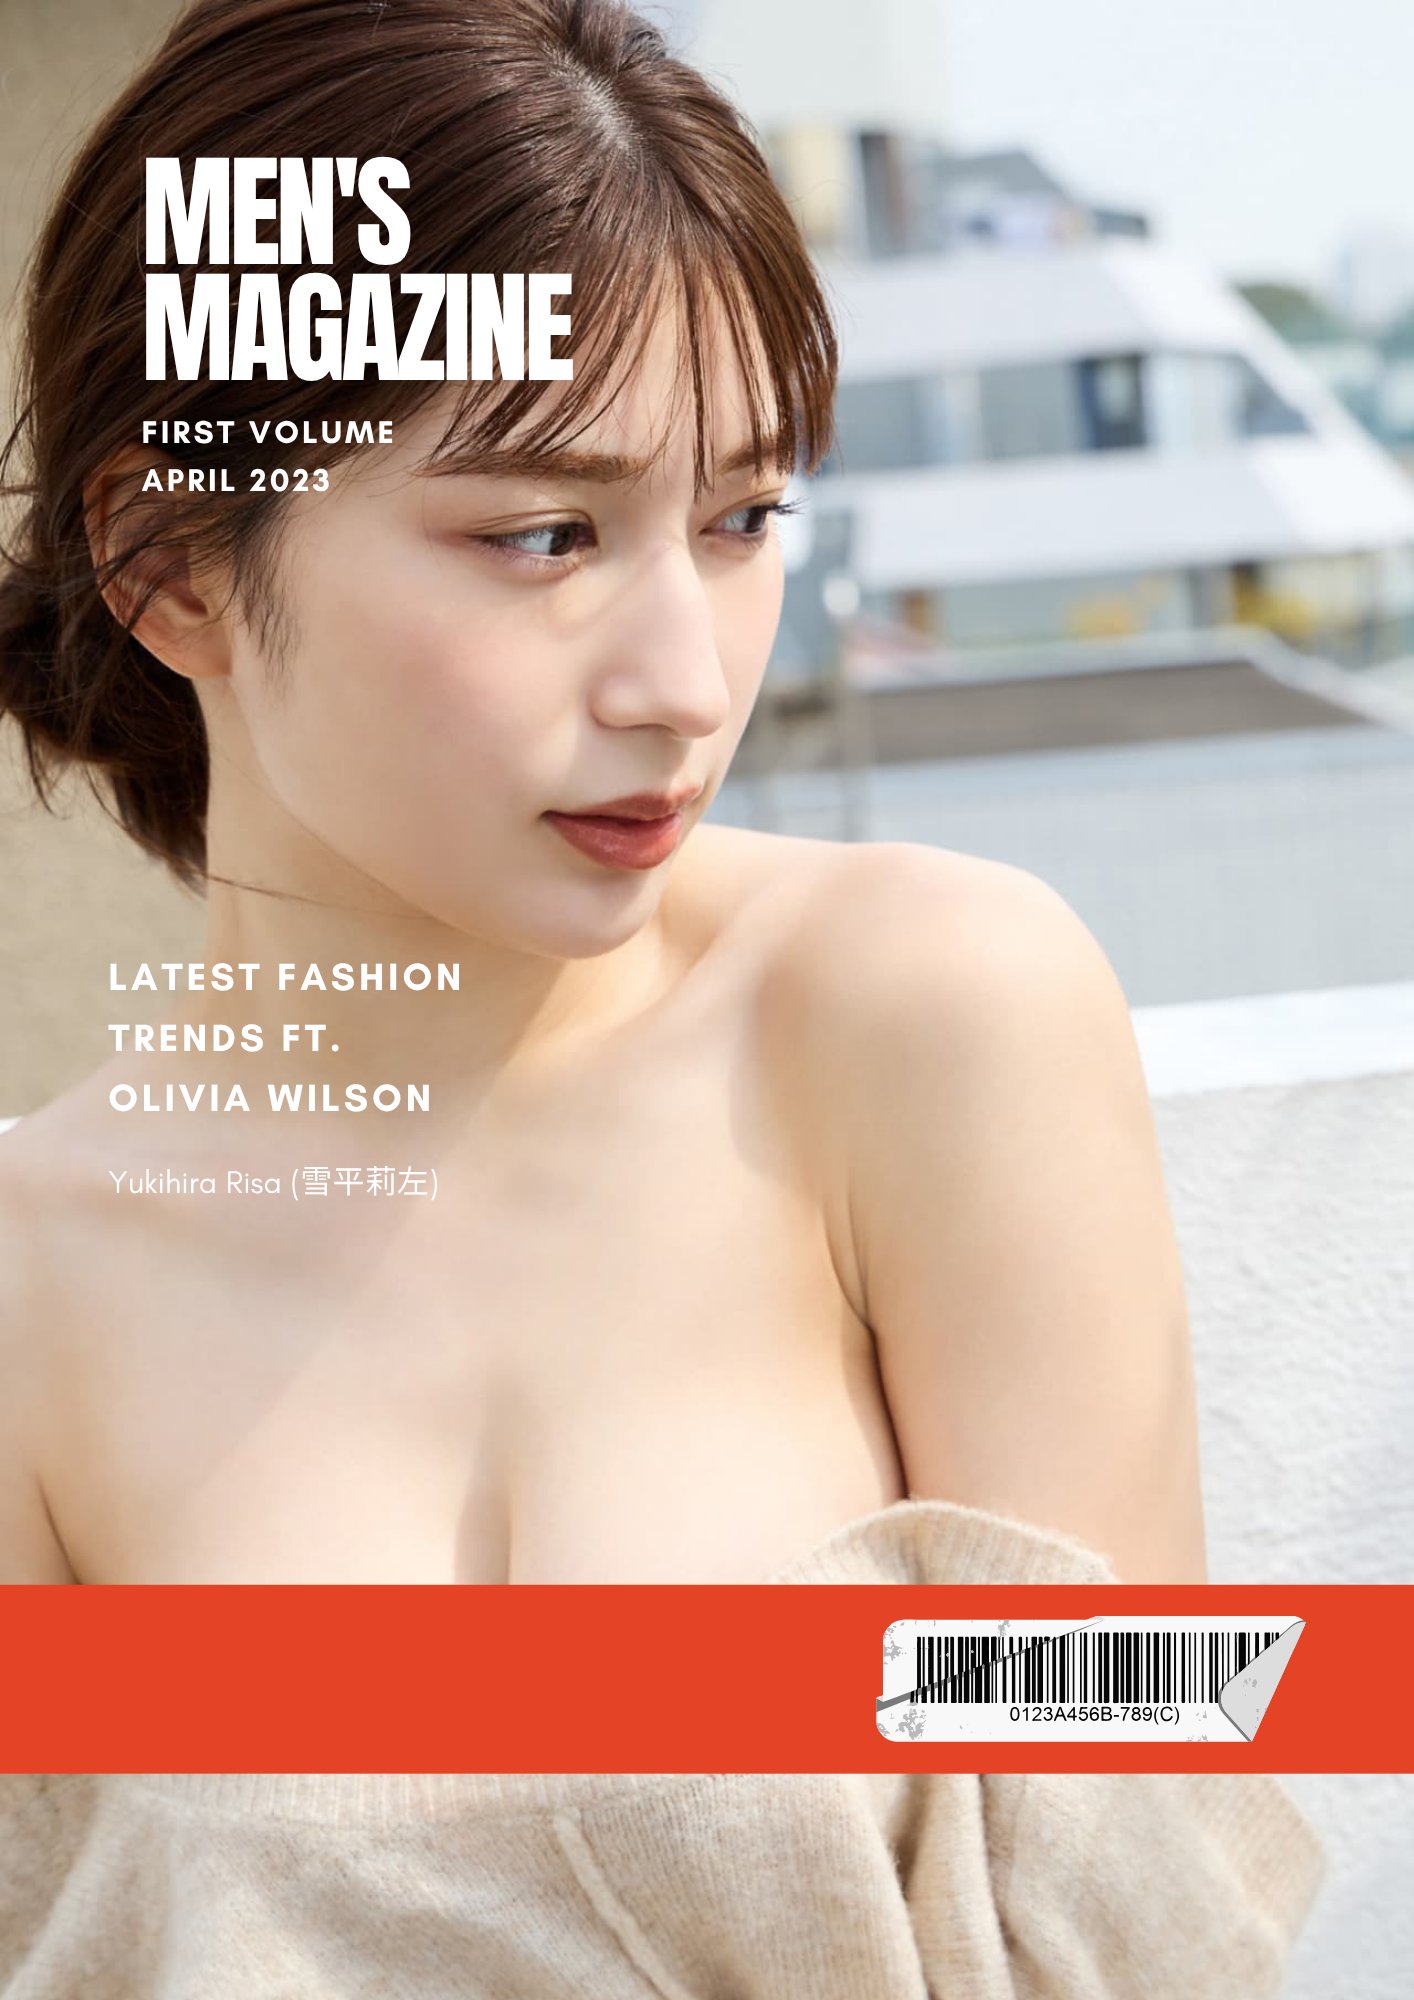 MEN'S
MAGAZINE
FIRST VOLUME
APRIL 2023
LATEST FASHION
TRENDS FT.
OLIVIA WILSON
Yukihira Risa (雪平莉左)
0123A456B-789(C)